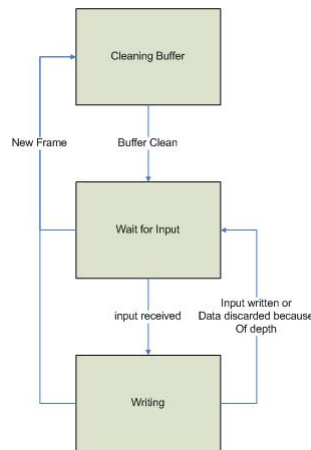 Cleaning Buffer
New Frame
Buffer Clean
Wait for Input
input received
Input written or
Data discarded because
Of depth
Writing